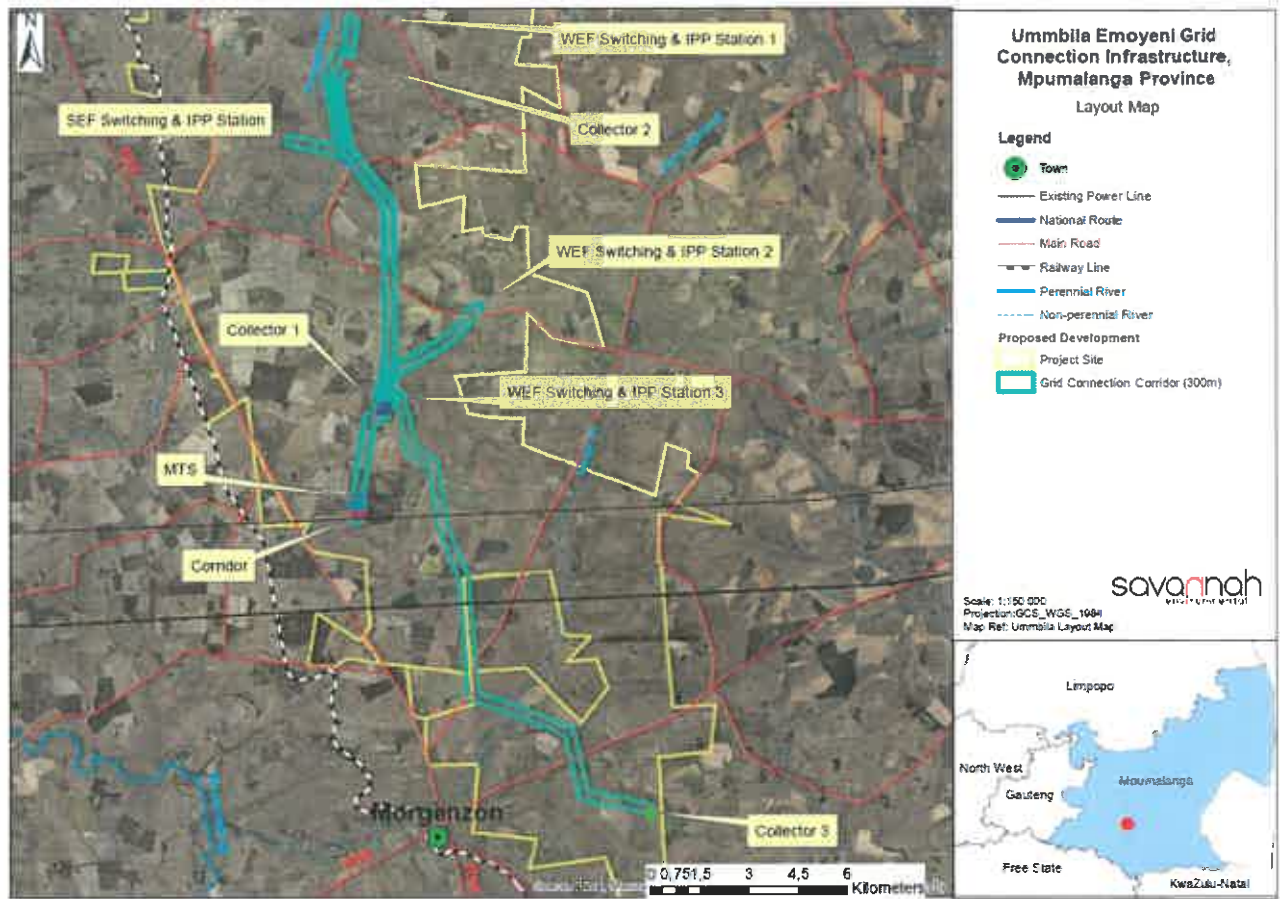 WEF Switching & IPP Station 1
SEF Switching & IPP Station
Collector 2
WEF Switching & IPP Station 2
Collector 1
WEF Switching & IPP Station 3
MTS
Corridor
Morganzon
Collector 3
0 0,75 1,5 3 4,5 6
Kilometers
Ummbila Emoyeni Grid
Connection Infrastructure,
Mpumalanga Province
Layout Map
Legend
Town
Existing Power Line
National Route
Main Road
Railway Line
Perennial River
Non-perennial River
Proposed Development
Project Site
Grid Connection Corridor (300m)
savannah
environmental
Scale: 1:150 000
Projection:GCS_WGS_1984
Map Ref: Ummbila Layout Map
Limpopo
North West
Mpumalanga
Gauteng
Free State
KwaZulu-Natal